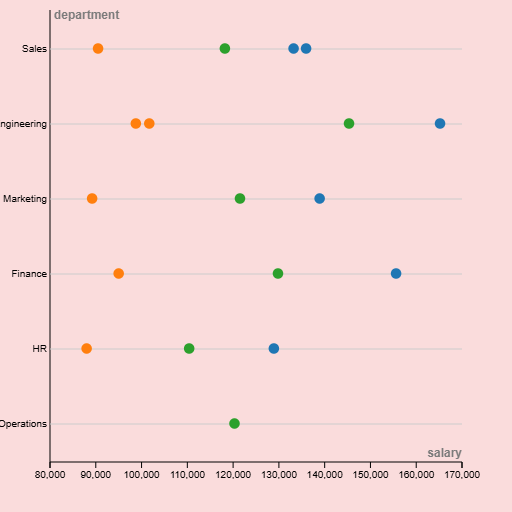 department
Sales
ngineering
Marketing
Finance
HR
Operations
salary
80,000 90,000 100,000 110,000 120,000 130,000 140,000 150,000 160,000 170,000